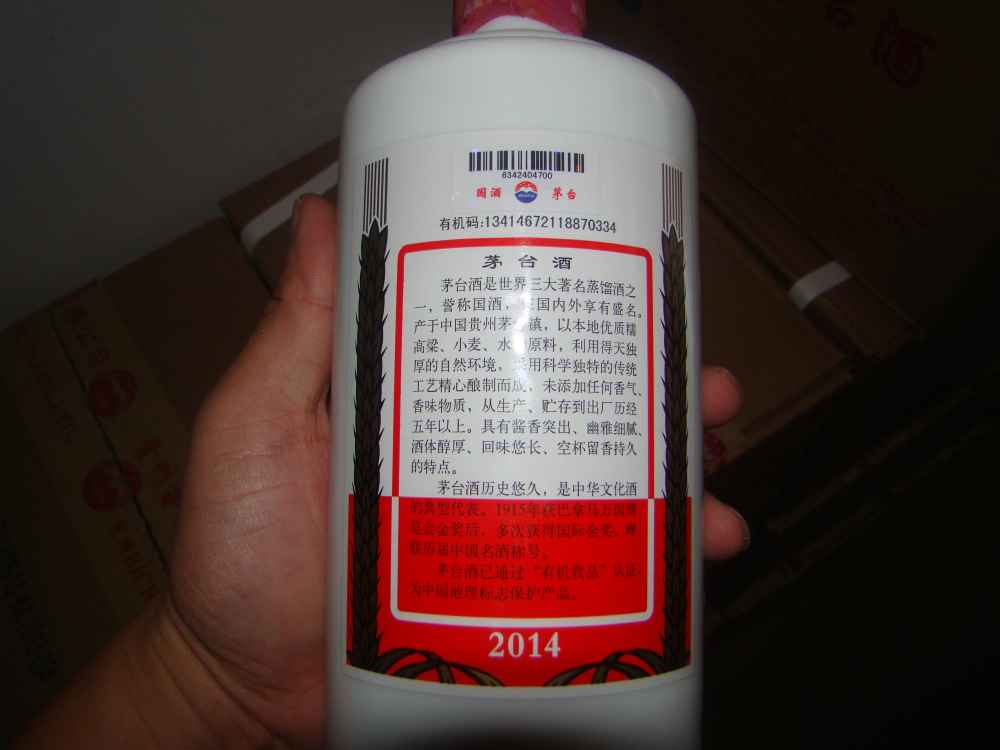 6342404700
国酒 茅台
有机码:13414672118870334
茅台酒
茅台酒是世界三大著名蒸馏酒之
一，誉称国酒，在国内外享有盛名。
产于中国贵州茅台镇，以本地优质糯
高粱、小麦、水为原料，利用得天独
厚的自然环境，采用科学独特的传统
工艺精心酿制而成，未添加任何香气、
香味物质，从生产、贮存到出厂历经
五年以上。具有酱香突出、幽雅细腻、
酒体醇厚、回味悠长、空杯留香持久
的特点。
茅台酒历史悠久，是中华文化酒
的典型代表。1915年获巴拿马万国博
览会金奖后，多次获得国际金奖，蝉
联历届中国名酒称号。
茅台酒已通过“有机食品”认证，
为中国地理标志保护产品。
2014